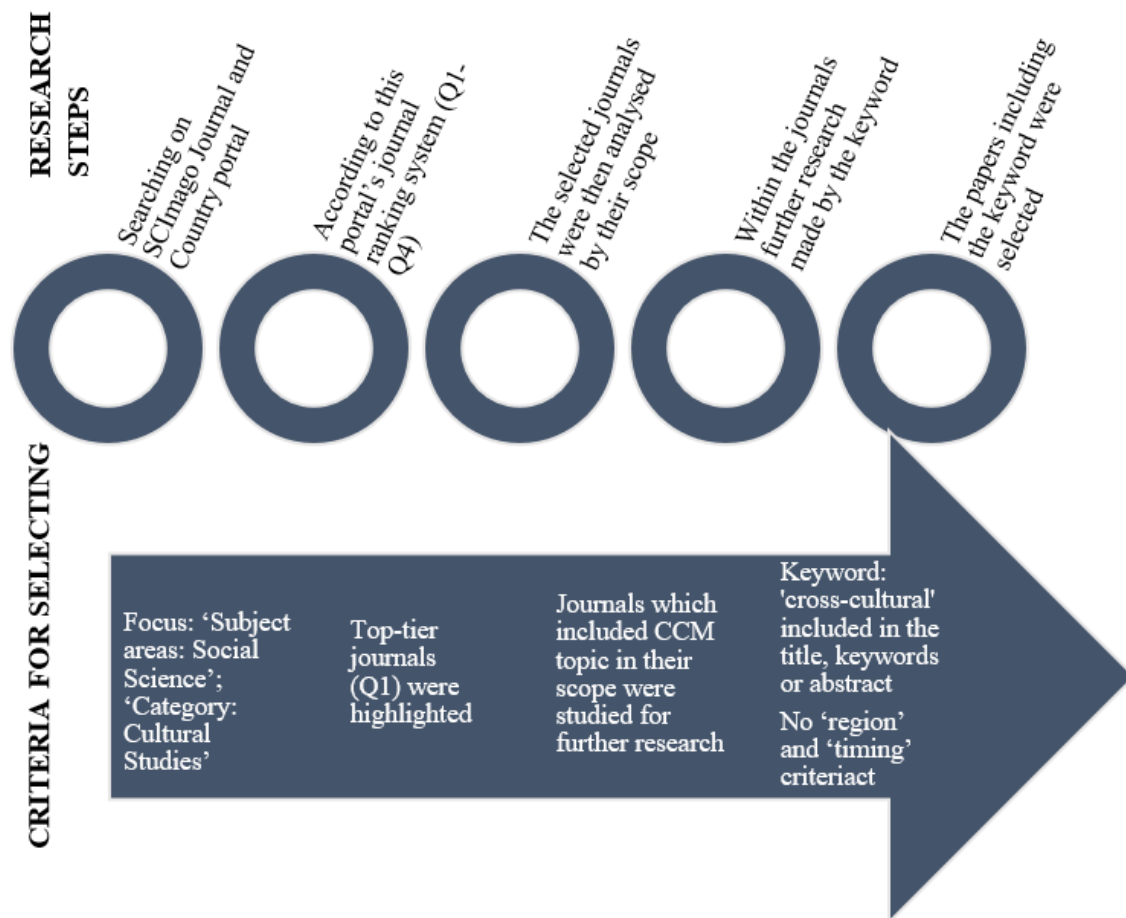 RESEARCH
STEPS
Searching on
SCImago Journal and
Country portal
According to this
portal’s journal
ranking system (Q1-
Q4)
The selected journals
were then analysed
by their scope
Within the journals
further research
made by the keyword
The papers including
the keyword were
selected
CRITERIA FOR SELECTING
Focus: ‘Subject
areas: Social
Science’;
‘Category:
Cultural
Studies’
Top-tier
journals
(Q1) were
highlighted
Journals which
included CCM
topic in their
scope were
studied for
further research
Keyword:
'cross-cultural'
included in the
title, keywords
or abstract
No ‘region’
and ‘timing’
criteriact